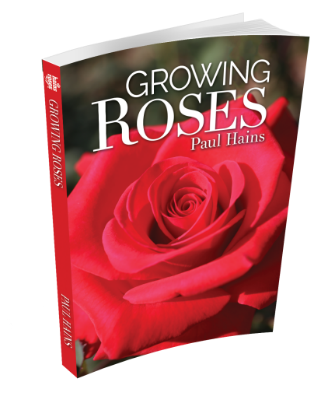 GROWING
ROSES
Paul Hains
GROWING ROSES
PAUL HAINS